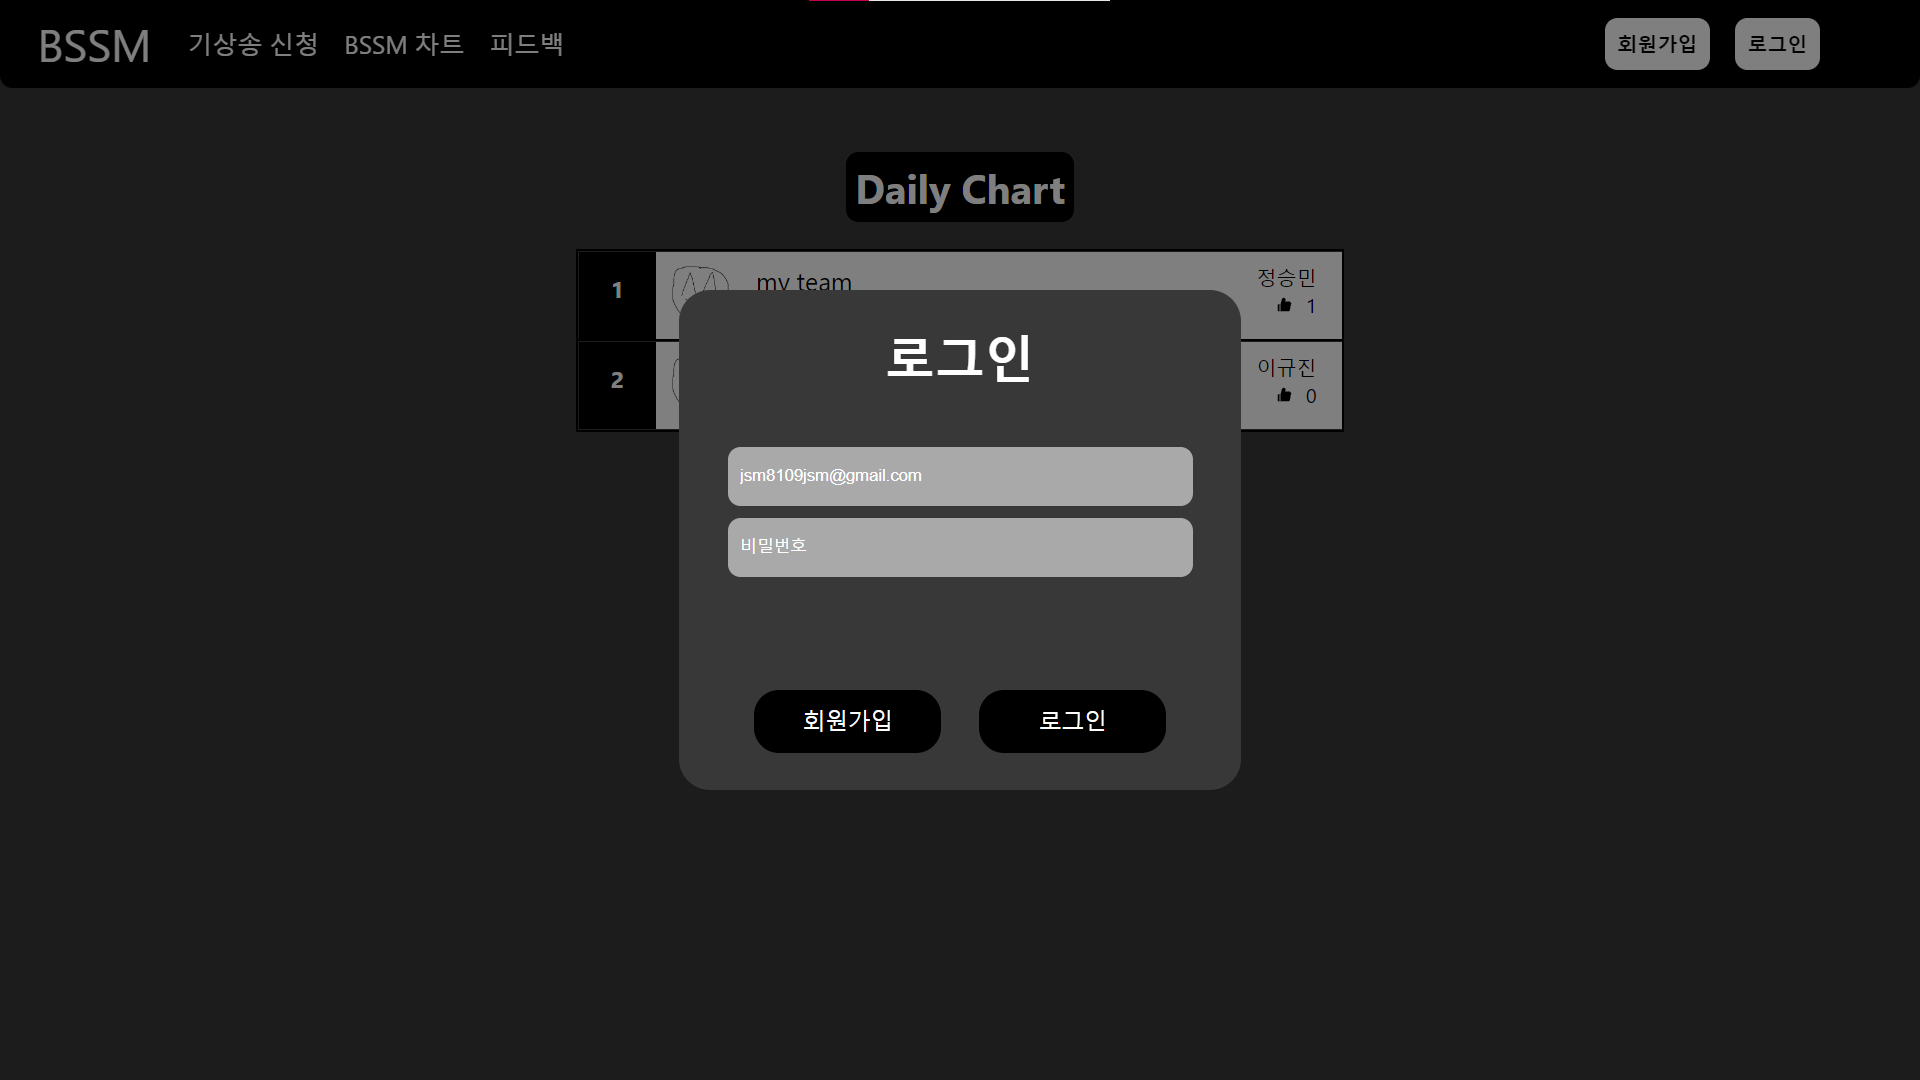 BSSM 기상송 신청 BSSM 차트 피드백 회원가입 로그인
Daily Chart
1 my team 정승민
1
2 이규진
0
로그인
jsm8109jsm@gmail.com
비밀번호
회원가입 로그인